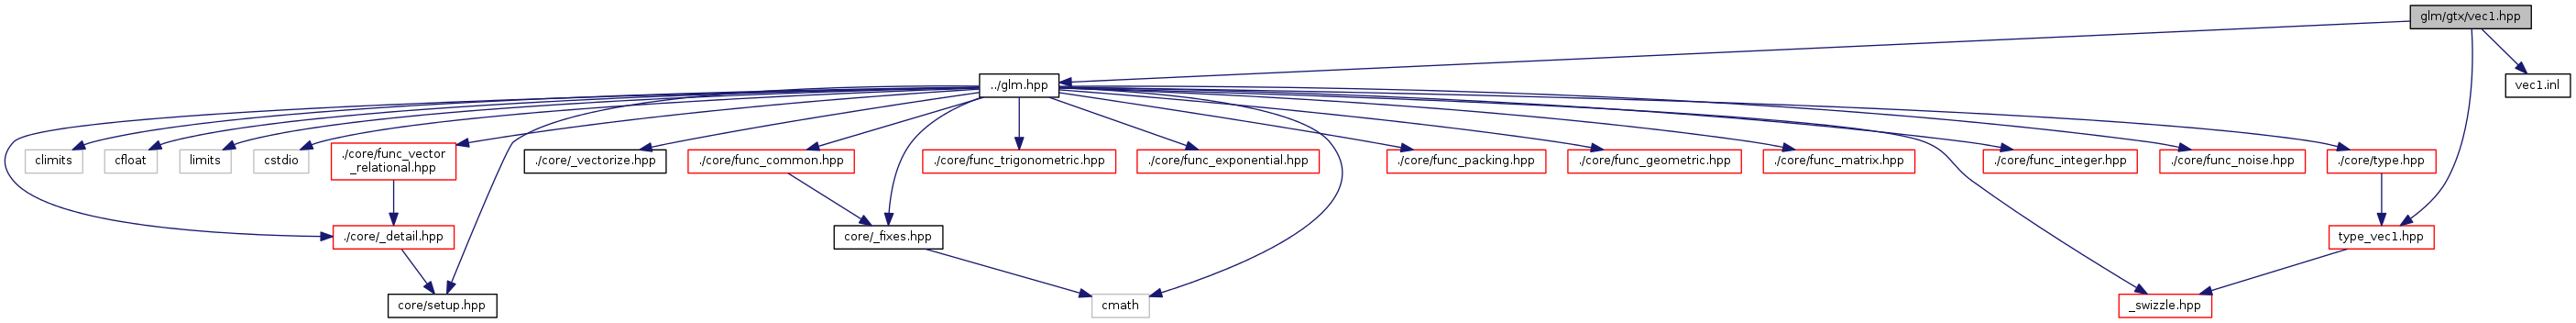 glm/gtx/vec1.hpp
../glm.hpp
vec1.inl
climits
cfloat
limits
cstdio
./core/func_vector
_relational.hpp
./core/_vectorize.hpp
./core/func_common.hpp
./core/func_trigonometric.hpp
./core/func_exponential.hpp
./core/func_packing.hpp
./core/func_geometric.hpp
./core/func_matrix.hpp
./core/func_integer.hpp
./core/func_noise.hpp
./core/type.hpp
./core/_detail.hpp
core/_fixes.hpp
type_vec1.hpp
core/setup.hpp
cmath
_swizzle.hpp